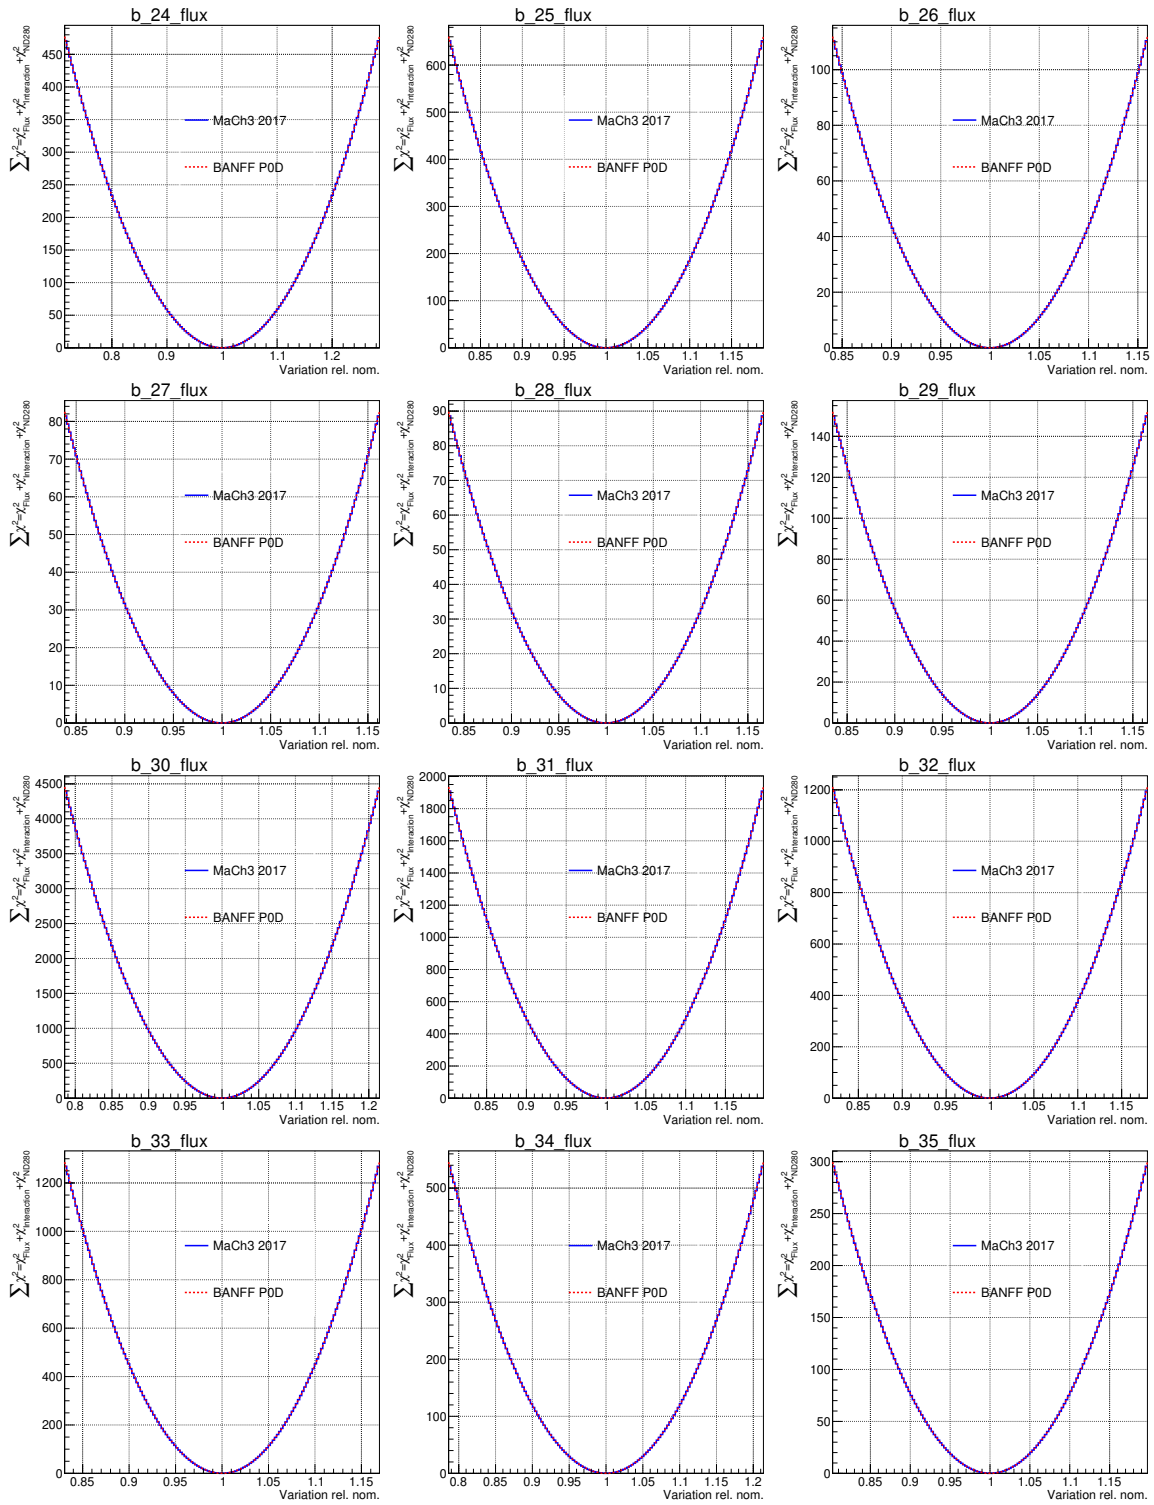 b_24_flux
∑χ²=χ²Flux +χ²Interaction +χ²ND280
450
400
350
300
250
200
150
100
50
0
MaCh3 2017
BANFF P0D
0.8 0.9 1 1.1 1.2
Variation rel. nom.
b_25_flux
∑χ²=χ²Flux +χ²Interaction +χ²ND280
600
500
400
300
200
100
0
MaCh3 2017
BANFF P0D
0.85 0.9 0.95 1 1.05 1.1 1.15
Variation rel. nom.
b_26_flux
∑χ²=χ²Flux +χ²Interaction +χ²ND280
100
80
60
40
20
0
MaCh3 2017
BANFF P0D
0.85 0.9 0.95 1 1.05 1.1 1.15
Variation rel. nom.
b_27_flux
∑χ²=χ²Flux +χ²Interaction +χ²ND280
80
70
60
50
40
30
20
10
0
MaCh3 2017
BANFF P0D
0.85 0.9 0.95 1 1.05 1.1 1.15
Variation rel. nom.
b_28_flux
∑χ²=χ²Flux +χ²Interaction +χ²ND280
90
80
70
60
50
40
30
20
10
0
MaCh3 2017
BANFF P0D
0.85 0.9 0.95 1 1.05 1.1 1.15
Variation rel. nom.
b_29_flux
∑χ²=χ²Flux +χ²Interaction +χ²ND280
140
120
100
80
60
40
20
0
MaCh3 2017
BANFF P0D
0.85 0.9 0.95 1 1.05 1.1 1.15
Variation rel. nom.
b_30_flux
∑χ²=χ²Flux +χ²Interaction +χ²ND280
4500
4000
3500
3000
2500
2000
1500
1000
500
0
MaCh3 2017
BANFF P0D
0.8 0.85 0.9 0.95 1 1.05 1.1 1.15 1.2
Variation rel. nom.
b_31_flux
∑χ²=χ²Flux +χ²Interaction +χ²ND280
2000
1800
1600
1400
1200
1000
800
600
400
200
0
MaCh3 2017
BANFF P0D
0.85 0.9 0.95 1 1.05 1.1 1.15
Variation rel. nom.
b_32_flux
∑χ²=χ²Flux +χ²Interaction +χ²ND280
1200
1000
800
600
400
200
0
MaCh3 2017
BANFF P0D
0.85 0.9 0.95 1 1.05 1.1 1.15
Variation rel. nom.
b_33_flux
∑χ²=χ²Flux +χ²Interaction +χ²ND280
1200
1000
800
600
400
200
0
MaCh3 2017
BANFF P0D
0.85 0.9 0.95 1 1.05 1.1 1.15
Variation rel. nom.
b_34_flux
∑χ²=χ²Flux +χ²Interaction +χ²ND280
500
400
300
200
100
0
MaCh3 2017
BANFF P0D
0.8 0.85 0.9 0.95 1 1.05 1.1 1.15 1.2
Variation rel. nom.
b_35_flux
∑χ²=χ²Flux +χ²Interaction +χ²ND280
300
250
200
150
100
50
0
MaCh3 2017
BANFF P0D
0.85 0.9 0.95 1 1.05 1.1 1.15
Variation rel. nom.